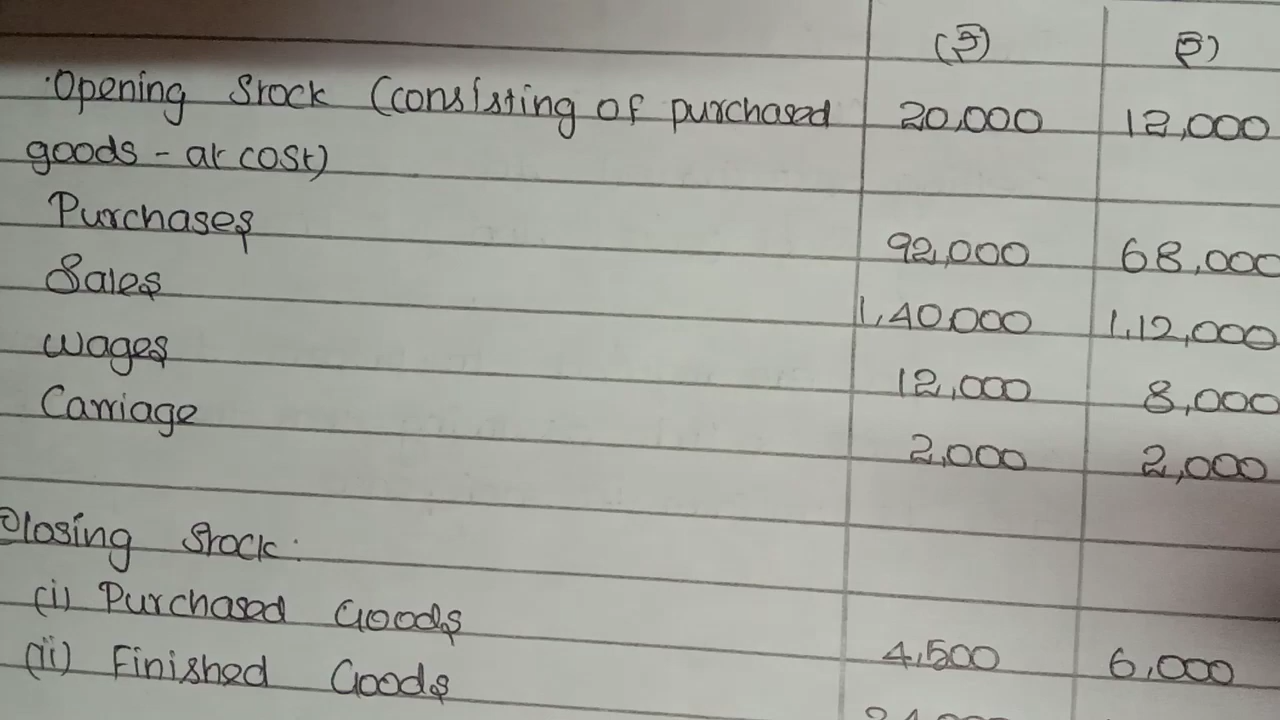 (₹) ₹)
Opening Stock (consisting of purchased 20,000 12,000
goods - at cost)
Purchases 92,000 68,000
Sales 1,40,000 1,12,000
Wages 12,000 8,000
Carriage 2,000 2,000
Closing Stock:
(i) Purchased Goods 4,500 6,000
(ii) Finished Goods